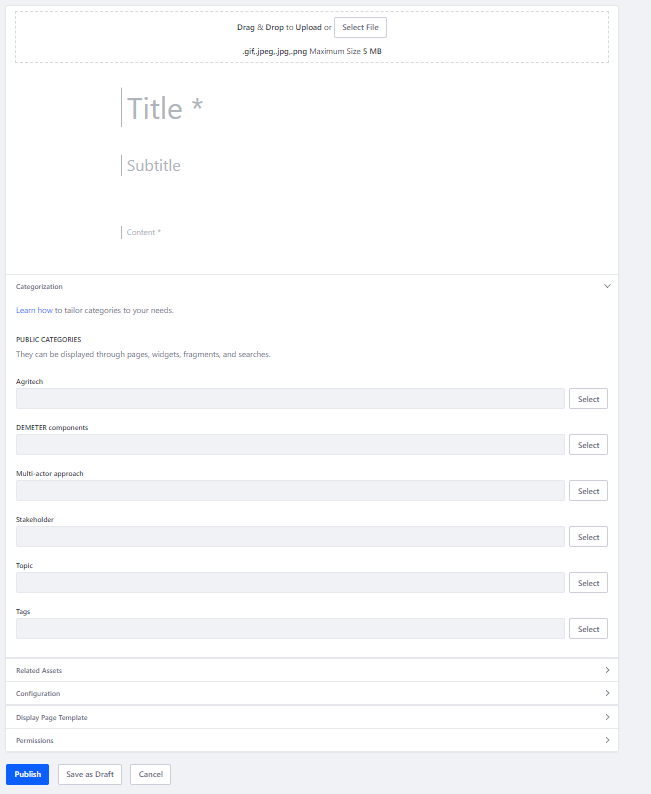 Drag & Drop to Upload or Select File
.gif,.jpeg,.jpg,.png Maximum Size 5 MB
Title *
Subtitle
Content *
Categorization
Learn how to tailor categories to your needs.
PUBLIC CATEGORIES
They can be displayed through pages, widgets, fragments, and searches.
Agritech
Select
DEMETER components
Select
Multi-actor approach
Select
Stakeholder
Select
Topic
Select
Tags
Select
Related Assets
Configuration
Display Page Template
Permissions
Publish Save as Draft Cancel